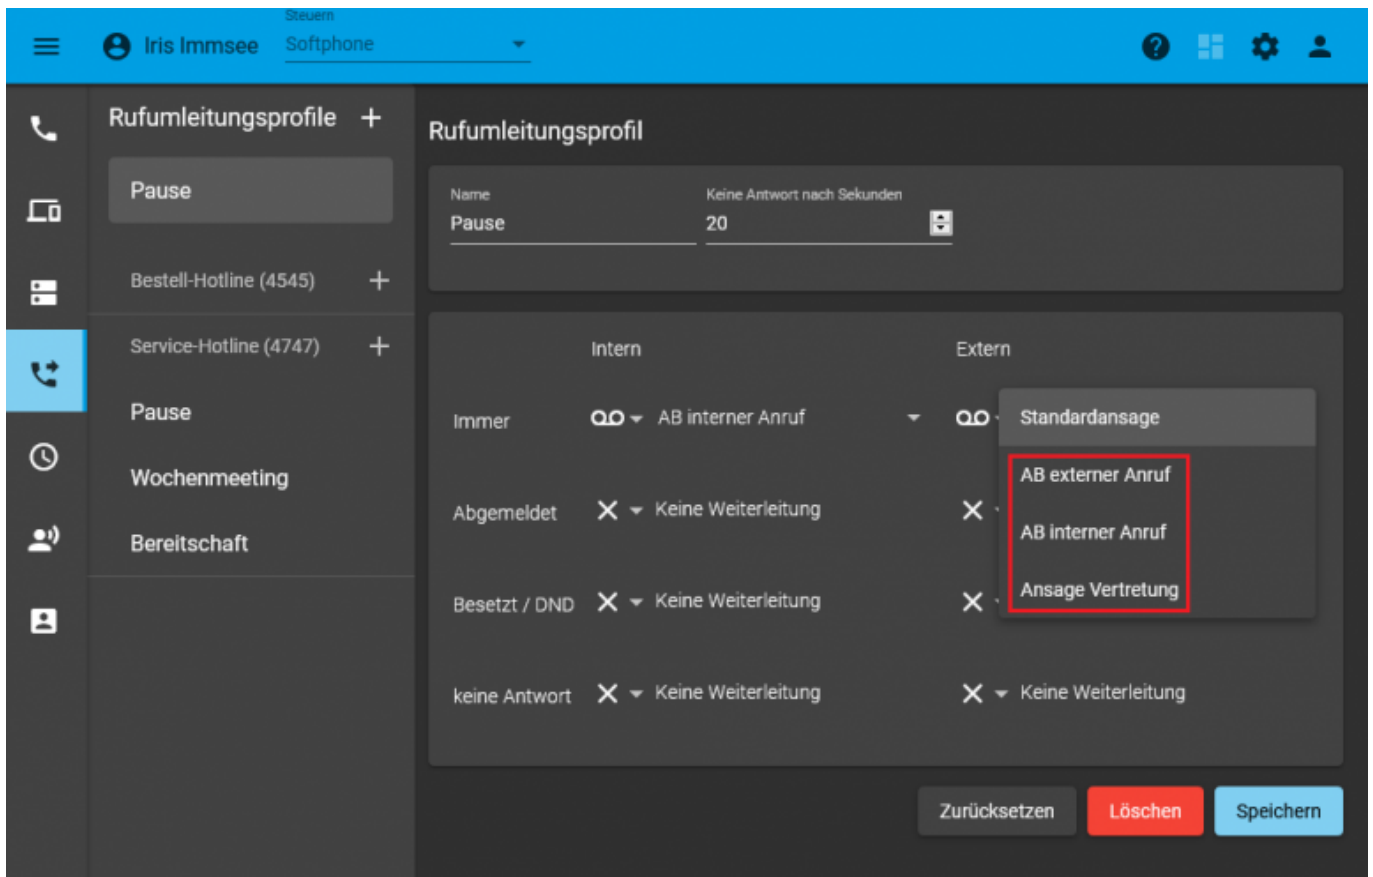 Steuern
Iris Immsee
Softphone
Rufumleitungsprofile
Pause
Bestell-Hotline (4545)
Service-Hotline (4747)
Pause
Wochenmeeting
Bereitschaft
Rufumleitungsprofil
Name
Keine Antwort nach Sekunden
Pause
20
Intern
Extern
Immer
AB interner Anruf
Standardansage
AB externer Anruf
AB interner Anruf
Ansage Vertretung
Abgemeldet
Keine Weiterleitung
Besetzt / DND
Keine Weiterleitung
keine Antwort
Keine Weiterleitung
Keine Weiterleitung
Zurücksetzen
Löschen
Speichern